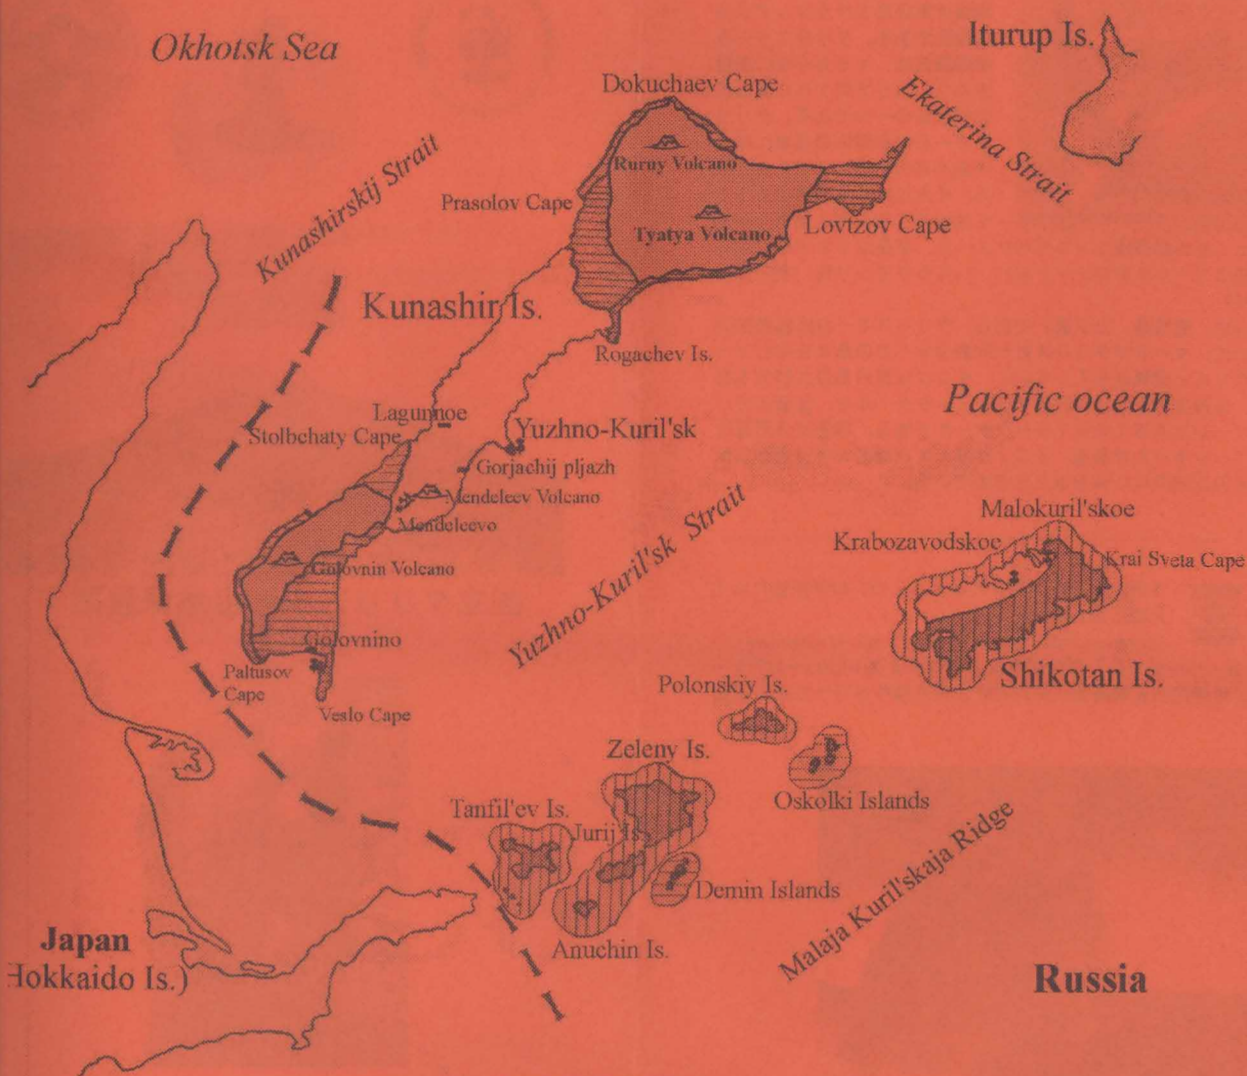 Okhotsk Sea
Iturup Is.
Dokuchaev Cape
Ekaterina Strait
Kunashirskij Strait
Ruruy Volcano
Prasolov Cape
Tyatya Volcano
Lovtzov Cape
Kunashir Is.
Rogachev Is.
Pacific ocean
Lagunnoe
Stolbchaty Cape
Yuzhno-Kuril'sk
Gorjachij pljazh
Mendeleev Volcano
Mendeleevo
Yuzhno-Kuril'sk Strait
Malokuril'skoe
Krabozavodskoe
Krai Sveta Cape
Golovnin Volcano
Golovnino
Paltusov
Cape
Veslo Cape
Shikotan Is.
Polonskiy Is.
Zeleny Is.
Oskolki Islands
Tanfil'ev Is.
Jurij Is.
Demin Islands
Malaja Kuril'skaja Ridge
Anuchin Is.
Japan
Hokkaido Is.)
Russia